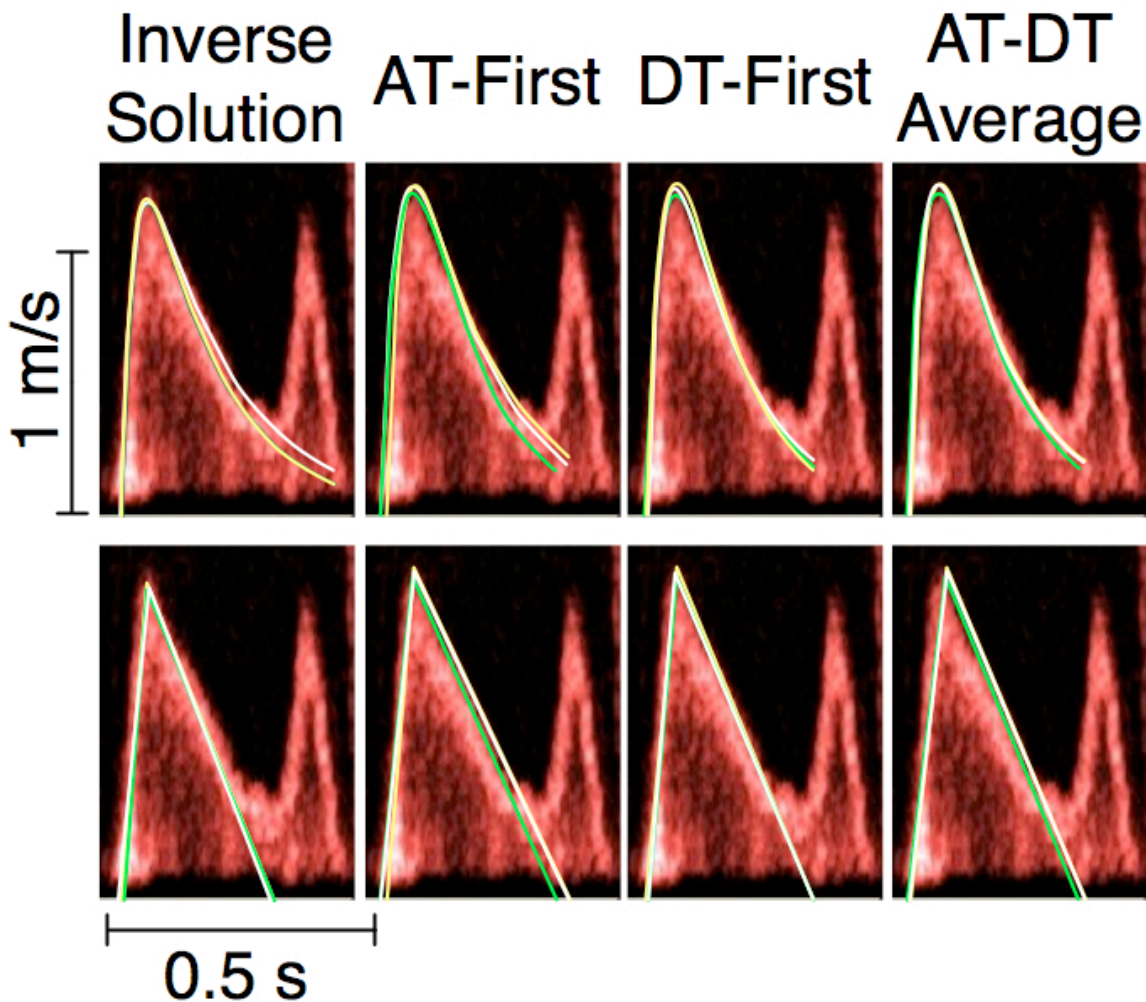 Inverse
Solution
AT-First
DT-First
AT-DT
Average
1 m/s
0.5 s